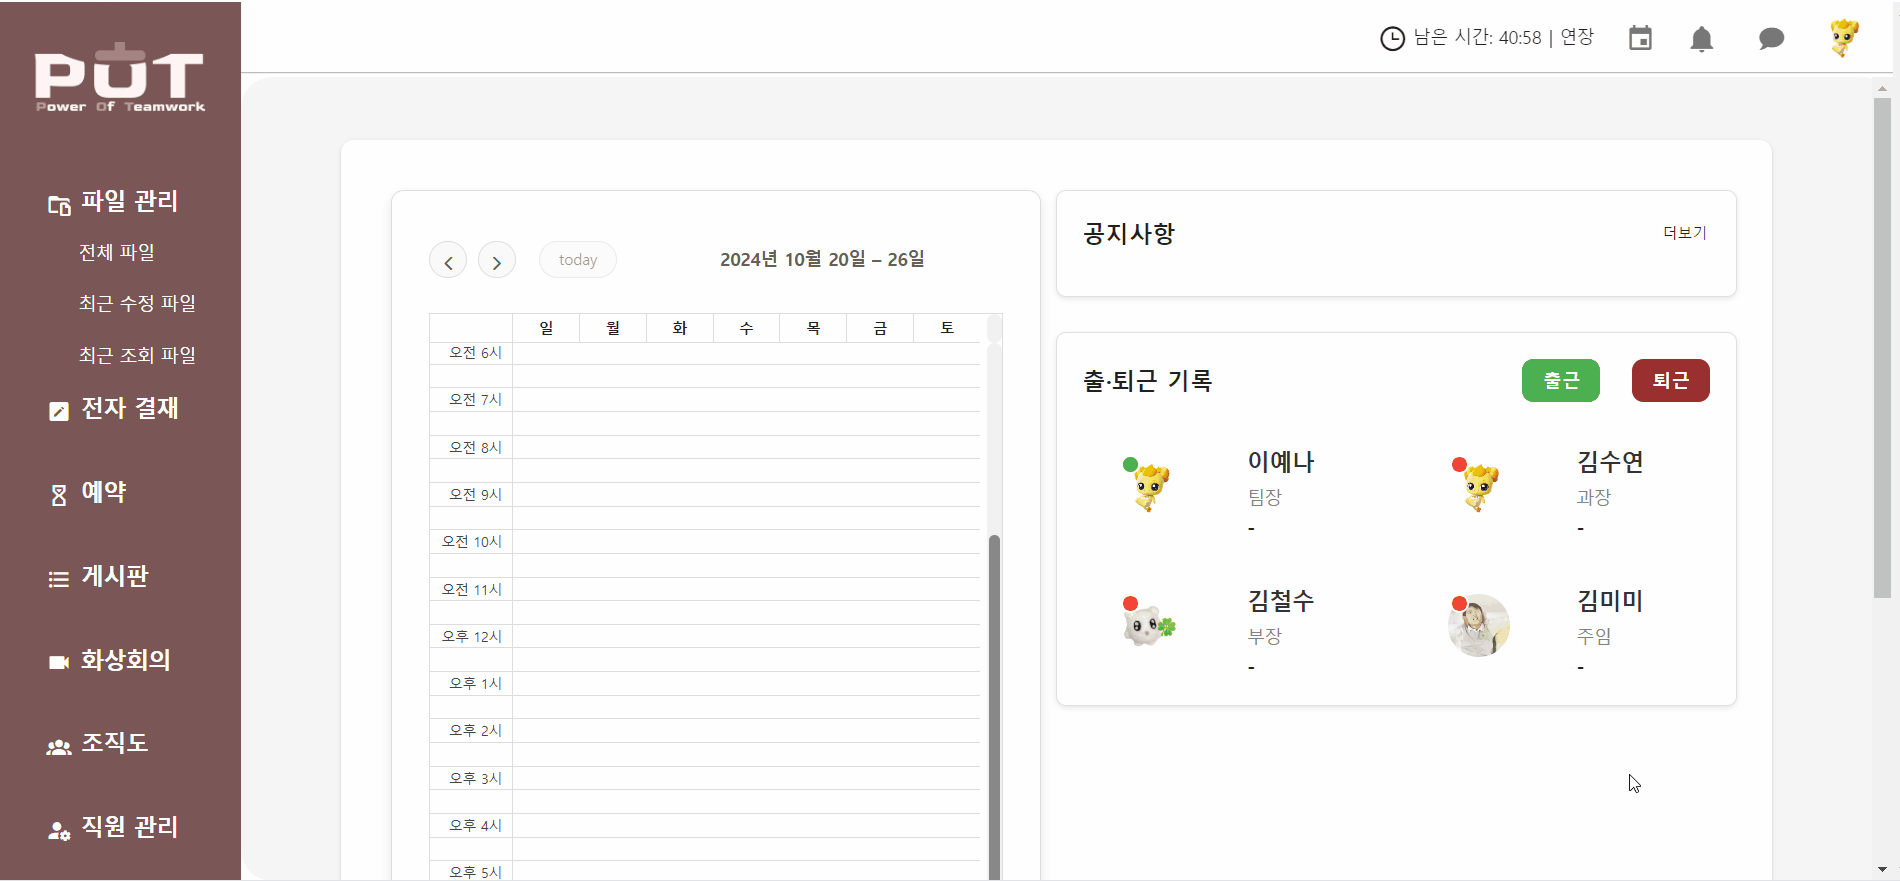 PUT
Power Of Teamwork
파일 관리
전체 파일
최근 수정 파일
최근 조회 파일
전자 결재
예약
게시판
화상회의
조직도
직원 관리
남은 시간: 40:58 | 연장
today
2024년 10월 20일 – 26일
일 월 화 수 목 금 토
오전 6시
오전 7시
오전 8시
오전 9시
오전 10시
오전 11시
오후 12시
오후 1시
오후 2시
오후 3시
오후 4시
오후 5시
공지사항
더보기
출·퇴근 기록
출근
퇴근
이예나
팀장
-
김수연
과장
-
김철수
부장
-
김미미
주임
-